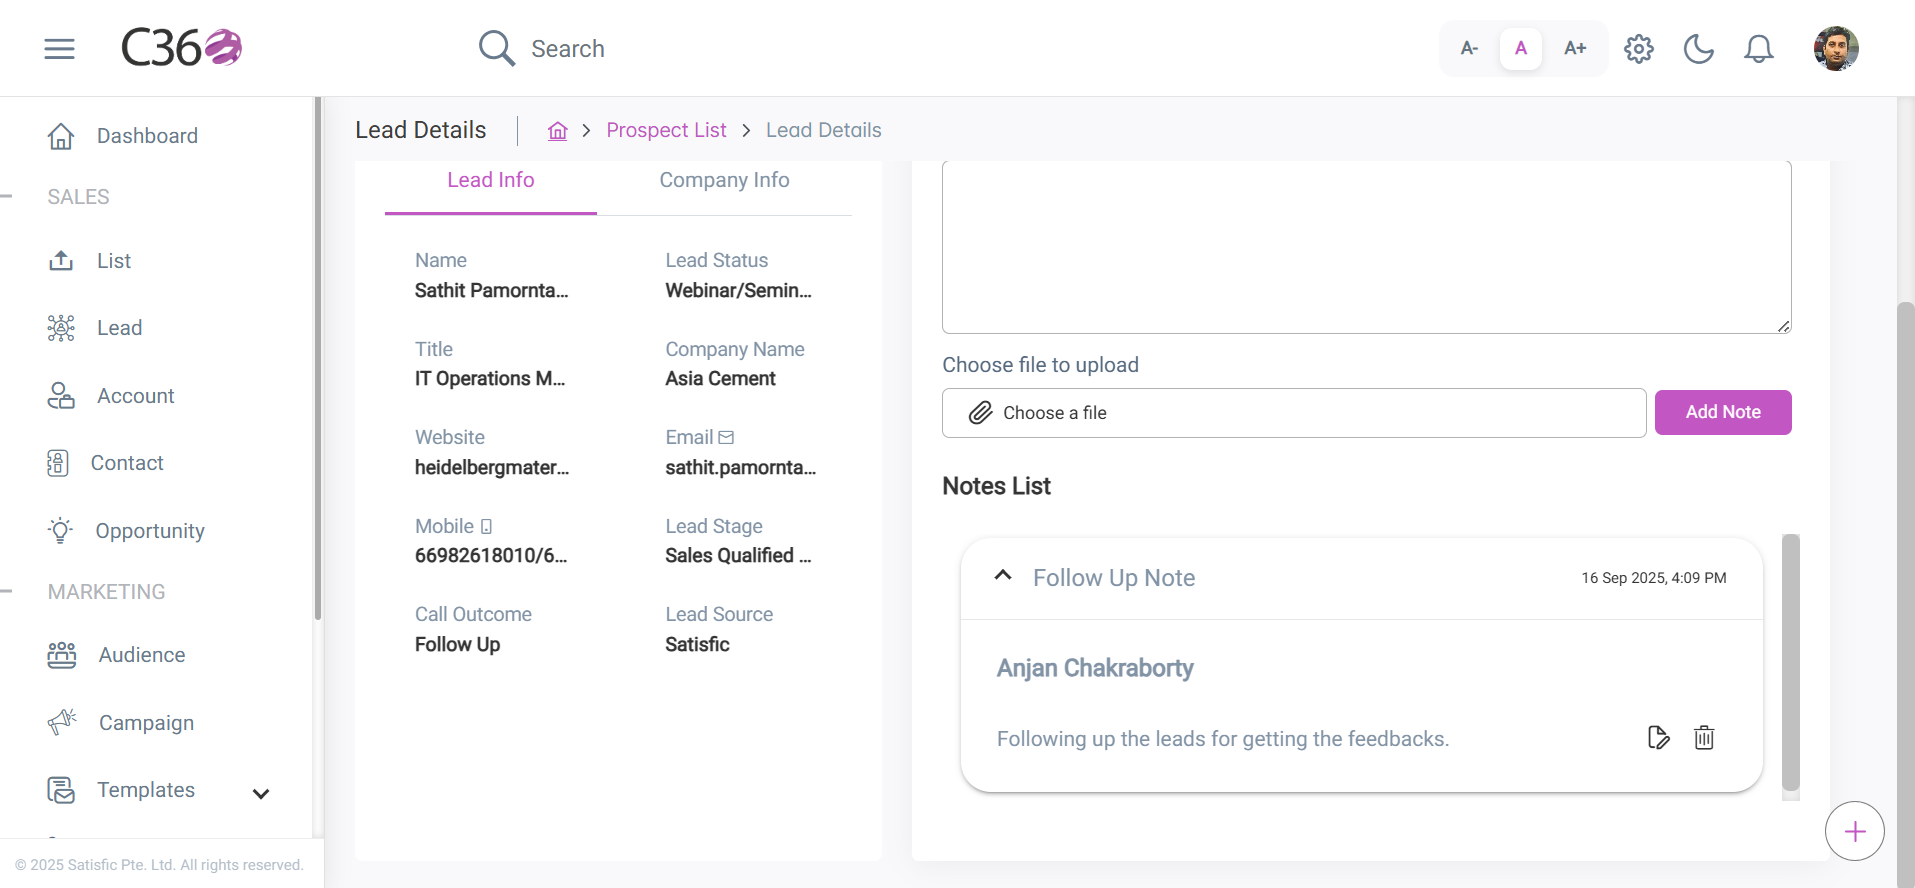 C360
Search
A- A A+
Dashboard
SALES
List
Lead
Account
Contact
Opportunity
MARKETING
Audience
Campaign
Templates
© 2025 Satisfic Pte. Ltd. All rights reserved.
Lead Details
Prospect List
Lead Details
Lead Info
Company Info
Name
Sathit Pamornta...
Lead Status
Webinar/Semin...
Title
IT Operations M...
Company Name
Asia Cement
Website
heidelbergmater...
Email
sathit.pamornta...
Mobile
66982618010/6...
Lead Stage
Sales Qualified ...
Call Outcome
Follow Up
Lead Source
Satisfic
Choose file to upload
Choose a file
Add Note
Notes List
Follow Up Note
16 Sep 2025, 4:09 PM
Anjan Chakraborty
Following up the leads for getting the feedbacks.